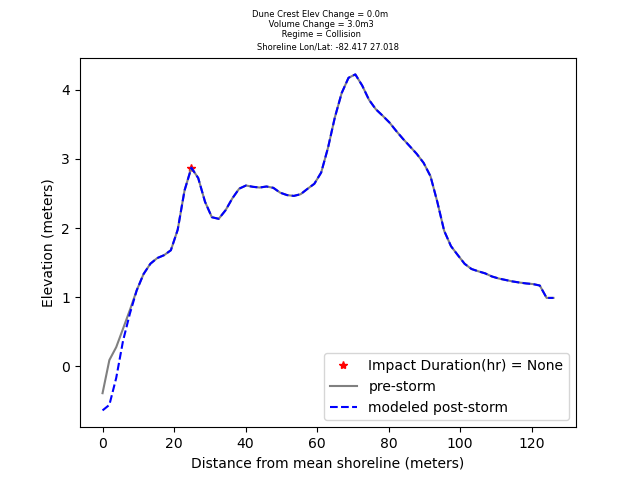 Dune Crest Elev Change = 0.0m
Volume Change = 3.0m3
Regime = Collision
Shoreline Lon/Lat: -82.417 27.018
4
3
2
1
0
Elevation (meters)
Impact Duration(hr) = None
pre-storm
modeled post-storm
0 20 40 60 80 100 120
Distance from mean shoreline (meters)